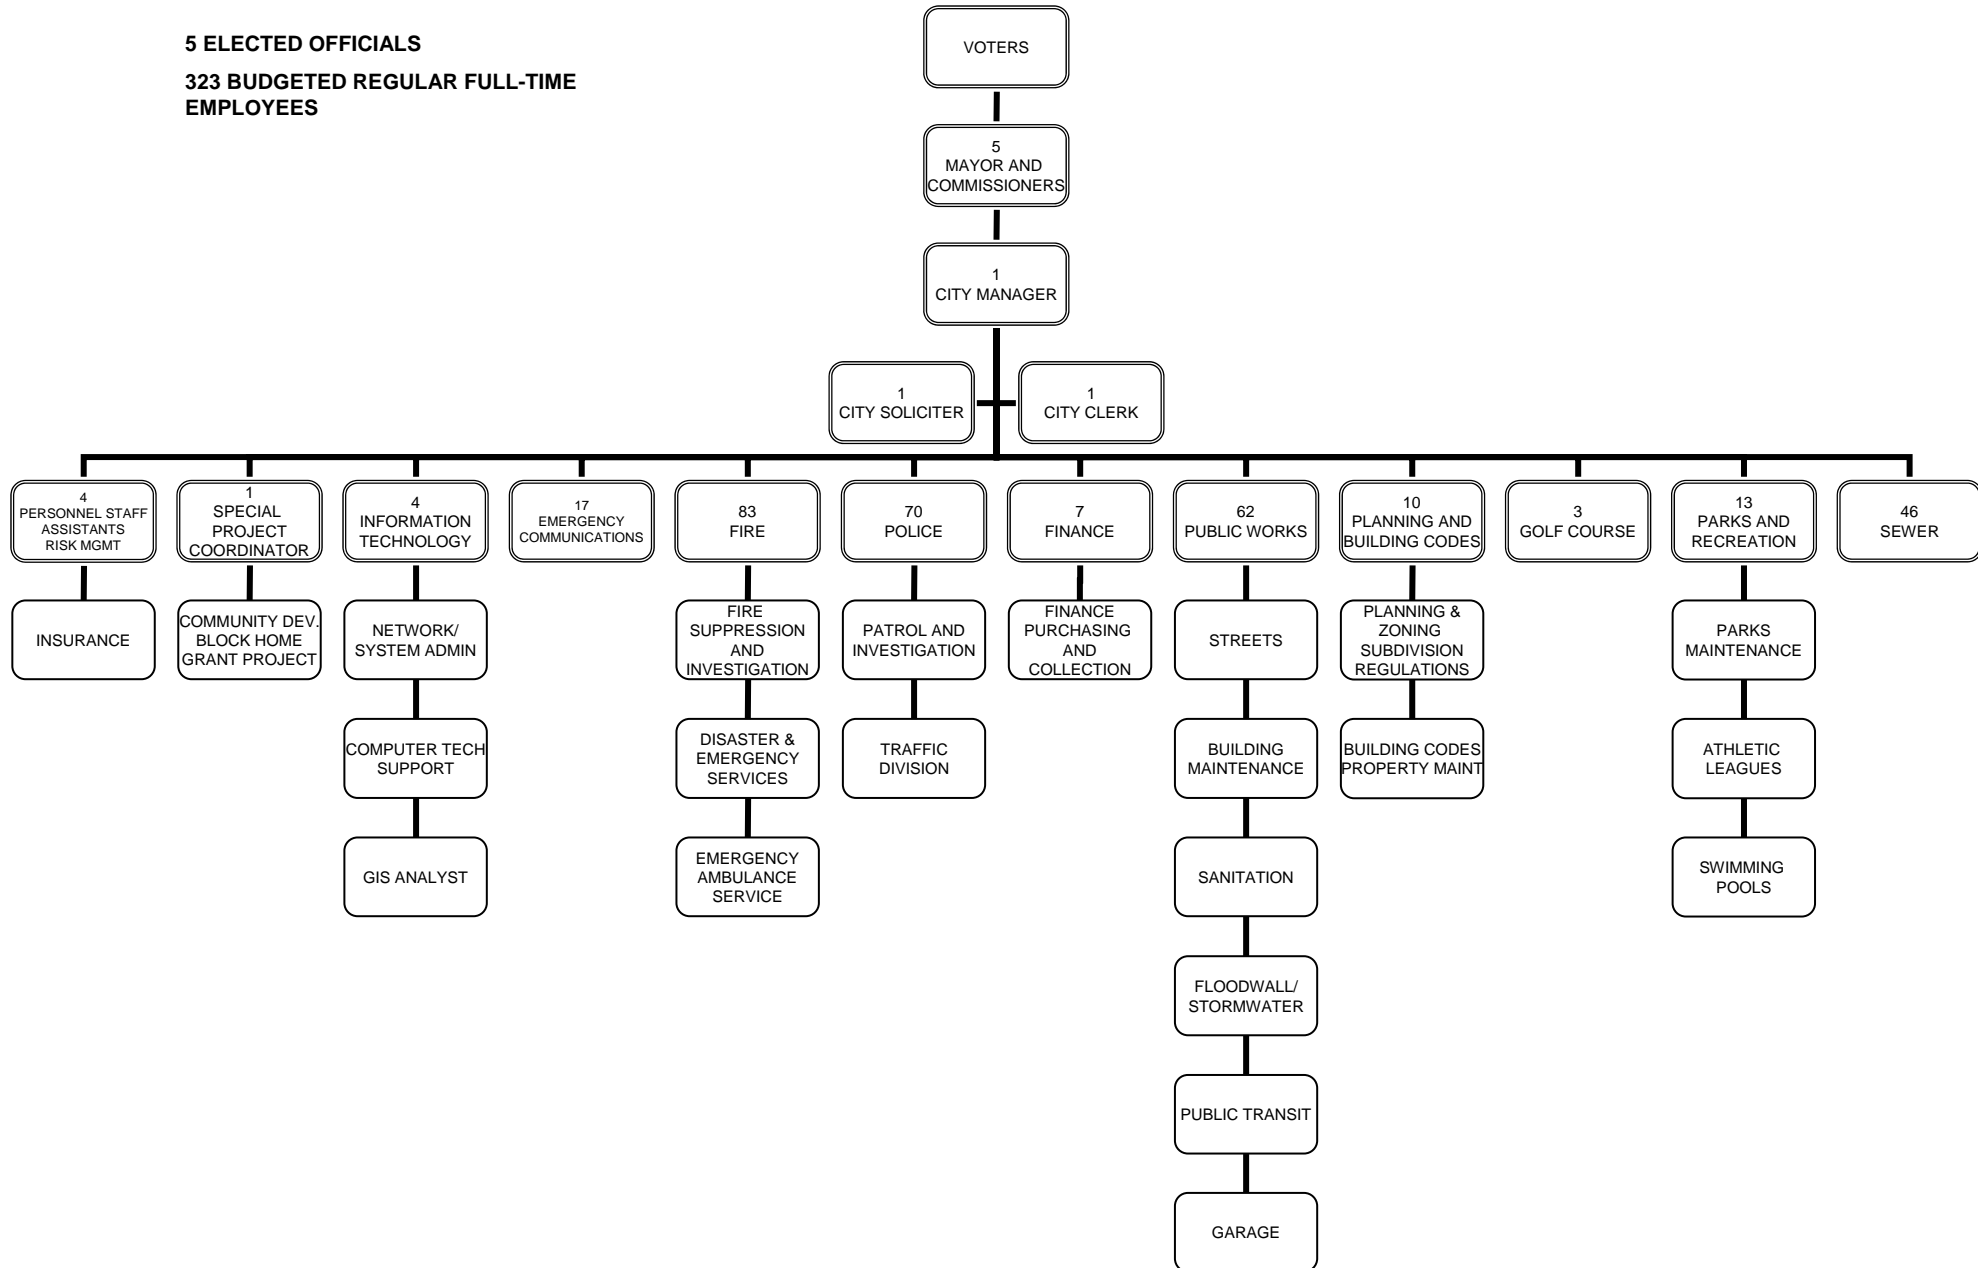 5 ELECTED OFFICIALS
323 BUDGETED REGULAR FULL-TIME
EMPLOYEES
VOTERS
5
MAYOR AND
COMMISSIONERS
1
CITY MANAGER
1
CITY SOLICITER
1
CITY CLERK
4
PERSONNEL STAFF
ASSISTANTS
RISK MGMT
1
SPECIAL
PROJECT
COORDINATOR
4
INFORMATION
TECHNOLOGY
17
EMERGENCY
COMMUNICATIONS
83
FIRE
70
POLICE
7
FINANCE
62
PUBLIC WORKS
10
PLANNING AND
BUILDING CODES
3
GOLF COURSE
13
PARKS AND
RECREATION
46
SEWER
INSURANCE
COMMUNITY DEV.
BLOCK HOME
GRANT PROJECT
NETWORK/
SYSTEM ADMIN
FIRE
SUPPRESSION
AND
INVESTIGATION
PATROL AND
INVESTIGATION
FINANCE
PURCHASING
AND
COLLECTION
STREETS
PLANNING &
ZONING
SUBDIVISION
REGULATIONS
PARKS
MAINTENANCE
COMPUTER TECH
SUPPORT
DISASTER &
EMERGENCY
SERVICES
TRAFFIC
DIVISION
BUILDING
MAINTENANCE
BUILDING CODES
PROPERTY MAINT
ATHLETIC
LEAGUES
GIS ANALYST
EMERGENCY
AMBULANCE
SERVICE
SANITATION
SWIMMING
POOLS
FLOODWALL/
STORMWATER
PUBLIC TRANSIT
GARAGE